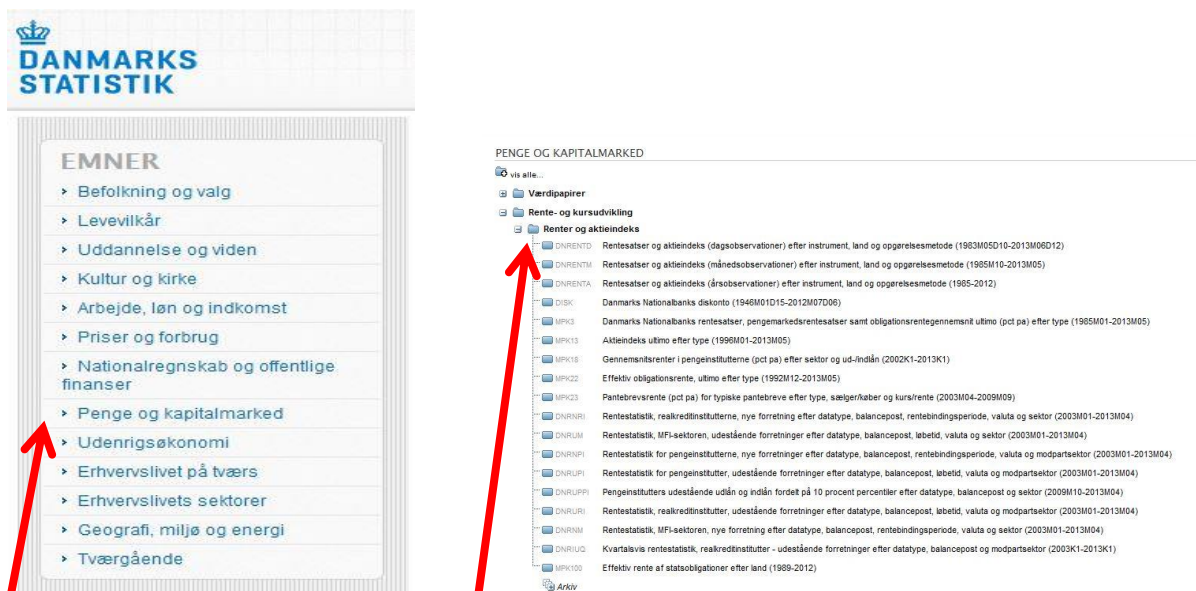 DANMARKS
STATISTIK
EMNER
Befolkning og valg
Levevilkår
Uddannelse og viden
Kultur og kirke
Arbejde, løn og indkomst
Priser og forbrug
Nationalregnskab og offentlige
finanser
Penge og kapitalmarked
Udenrigsøkonomi
Erhvervslivet på tværs
Erhvervslivets sektorer
Geografi, miljø og energi
Tværgående
PENGE OG KAPITALMARKED
vis alle...
Værdipapirer
Rente- og kursudvikling
Renter og aktieindeks
DNRENTD Rentesatser og aktieindeks (dagsobservationer) efter instrument, land og opgørelsesmetode (1983M05D10-2013M06D12)
DNRENTM Rentesatser og aktieindeks (månedsobservationer) efter instrument, land og opgørelsesmetode (1985M10-2013M05)
DNRENTA Rentesatser og aktieindeks (årsobservationer) efter instrument, land og opgørelsesmetode (1985-2012)
DISK Danmarks Nationalbanks diskonto (1946M01D15-2012M07D06)
MPK3 Danmarks Nationalbanks rentesatser, pengemarkedsrentesatser samt obligationsrentegennemsnit ultimo (pct pa) efter type (1985M01-2013M05)
MPK13 Aktieindeks ultimo efter type (1996M01-2013M05)
MPK18 Gennemsnitsrenter i pengeinstitutterne (pct pa) efter sektor og ud-/indlån (2002K1-2013K1)
MPK22 Effektiv obligationsrente, ultimo efter type (1992M12-2013M05)
MPK23 Pantebrevsrente (pct pa) for typiske pantebreve efter type, sælger/køber og kurs/rente (2003M04-2009M09)
DNRNRI Rentestatistik, realkreditinstitutterne, nye forretning efter datatype, balancepost, rentebindingsperiode, valuta og sektor (2003M01-2013M04)
DNRUM Rentestatistik, MFI-sektoren, udestående forretninger efter datatype, balancepost, løbetid, valuta og sektor (2003M01-2013M04)
DNRNPI Rentestatistik for pengeinstitutterne, nye forretninger efter datatype, balancepost, rentebindingsperiode, valuta og modpartsektor (2003M01-2013M04)
DNRUPI Rentestatistik for pengeinstitutter, udestående forretninger efter datatype, balancepost, løbetid, valuta og modpartsektor (2003M01-2013M04)
DNRUPPI Pengeinstitutters udestående udlån og indlån fordelt på 10 procent percentiler efter datatype, balancepost og sektor (2009M10-2013M04)
DNRURI Rentestatistik, realkreditinstitutter, udestående forretninger efter datatype, balancepost, løbetid, valuta og sektor (2003M01-2013M04)
DNRNM Rentestatistik, MFI-sektoren, nye forretning efter datatype, balancepost, rentebindingsperiode, valuta og sektor (2003M01-2013M04)
DNRIUQ Kvartalsvis rentestatistik, realkreditinstitutter - udestående forretninger efter datatype, balancepost og modpartsektor (2003K1-2013K1)
MPK100 Effektiv rente af statsobligationer efter land (1989-2012)
Arkiv